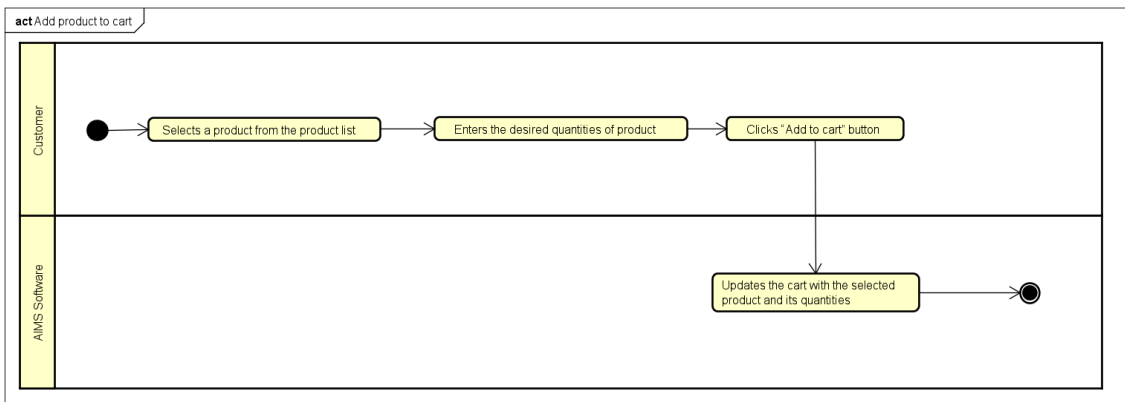 act Add product to cart
Customer
Selects a product from the product list
Enters the desired quantities of product
Clicks "Add to cart" button
AIMS Software
Updates the cart with the selected
product and its quantities